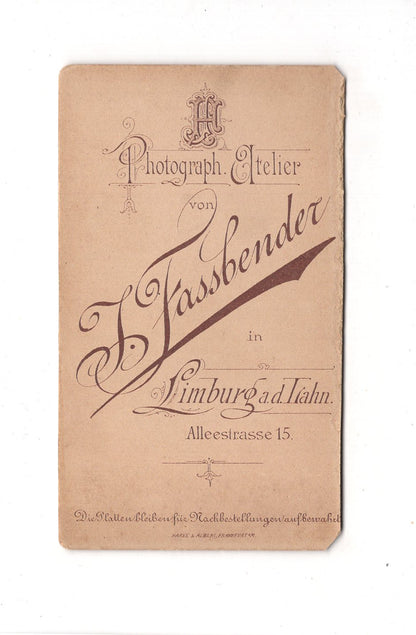 Photograph. Atelier
von
J. Fassbender
in
Limburg a.d. Lahn.
Alleestrasse 15.
Die Platten bleiben für Nachbestellungen aufbewahrt